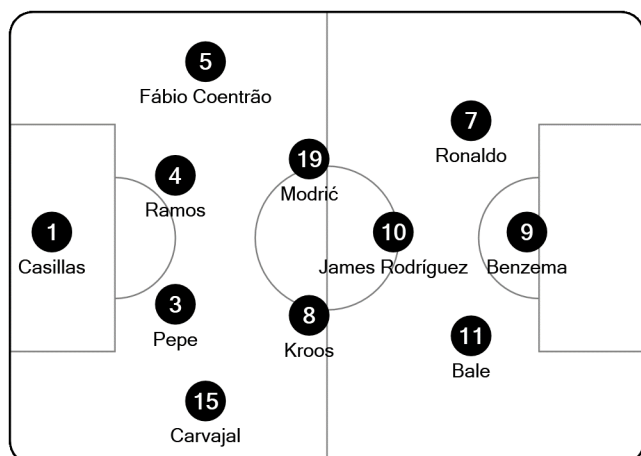 5
Fábio Coentrão
7
Ronaldo
19
Modrić
4
Ramos
1
Casillas
10
James Rodríguez
9
Benzema
3
Pepe
8
Kroos
11
Bale
15
Carvajal